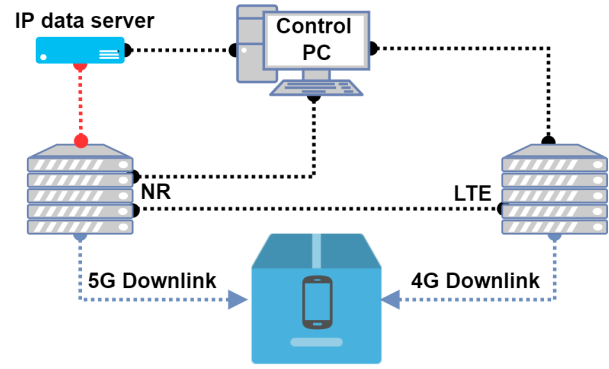 IP data server
Control
PC
NR
LTE
5G Downlink
4G Downlink